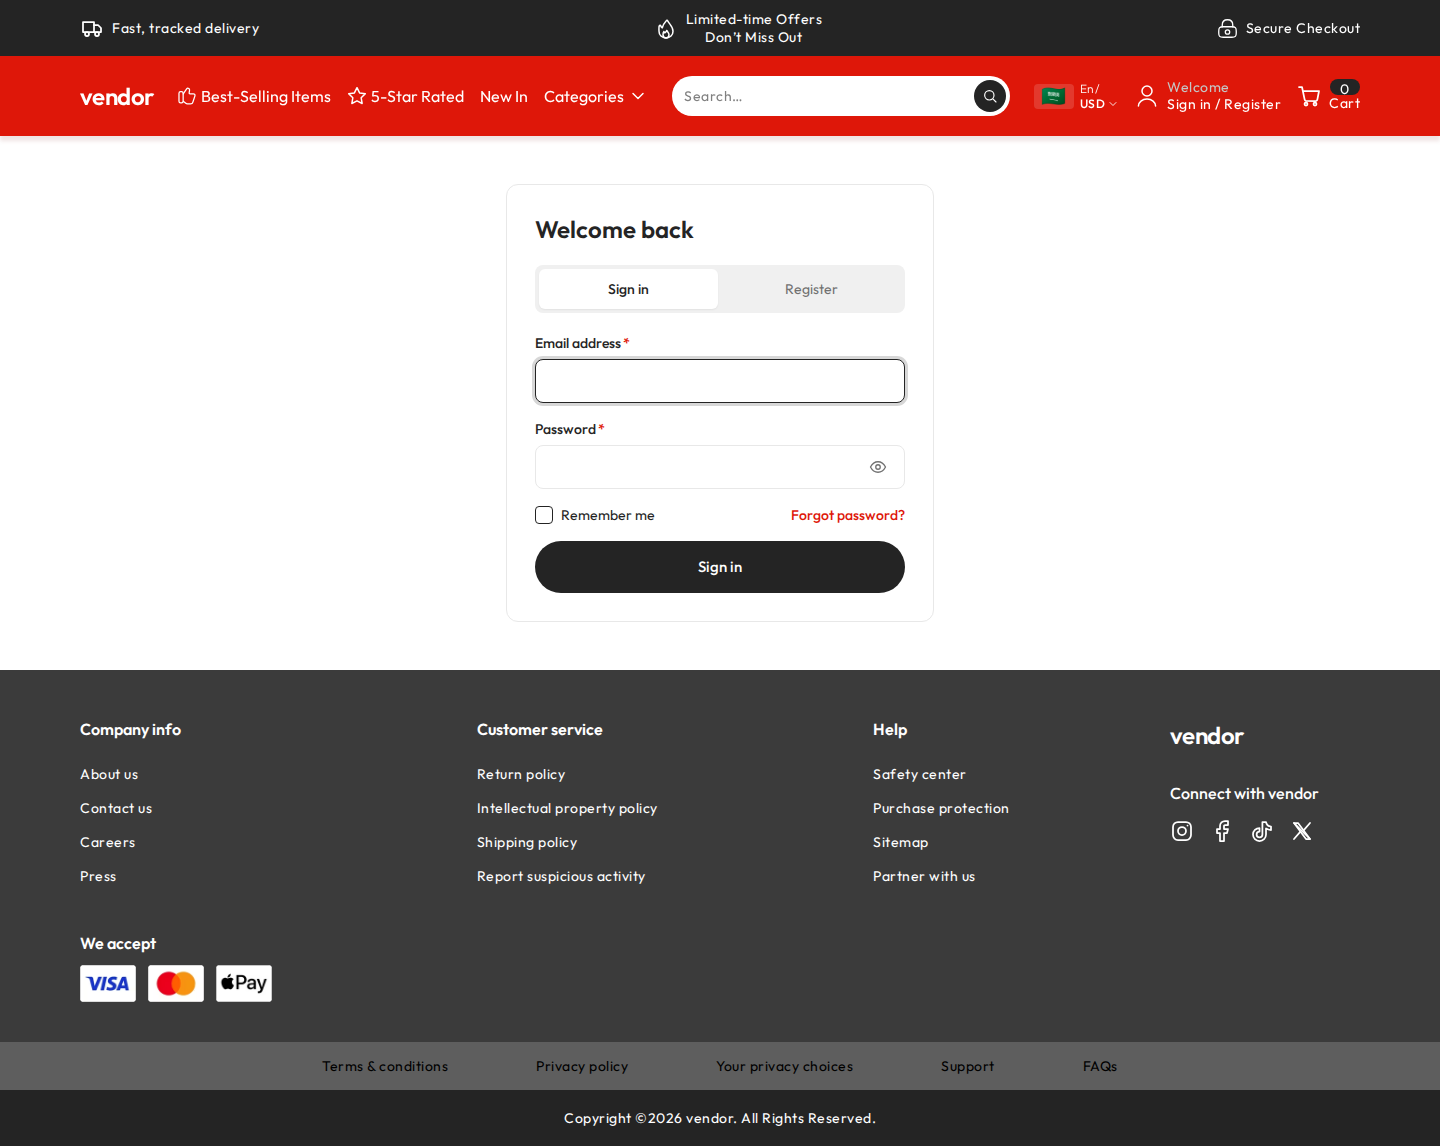 Fast, tracked delivery
Limited-time Offers
Don't Miss Out
Secure Checkout
vendor
Best-Selling Items
5-Star Rated
New In
Categories
Search...
En/
USD
Welcome
Sign in / Register
0
Cart
Welcome back
Sign in
Register
Email address *
Password *
Remember me
Forgot password?
Sign in
Company info
About us
Contact us
Careers
Press
Customer service
Return policy
Intellectual property policy
Shipping policy
Report suspicious activity
Help
Safety center
Purchase protection
Sitemap
Partner with us
vendor
Connect with vendor
We accept
VISA
Pay
Terms & conditions
Privacy policy
Your privacy choices
Support
FAQs
Copyright ©2026 vendor. All Rights Reserved.